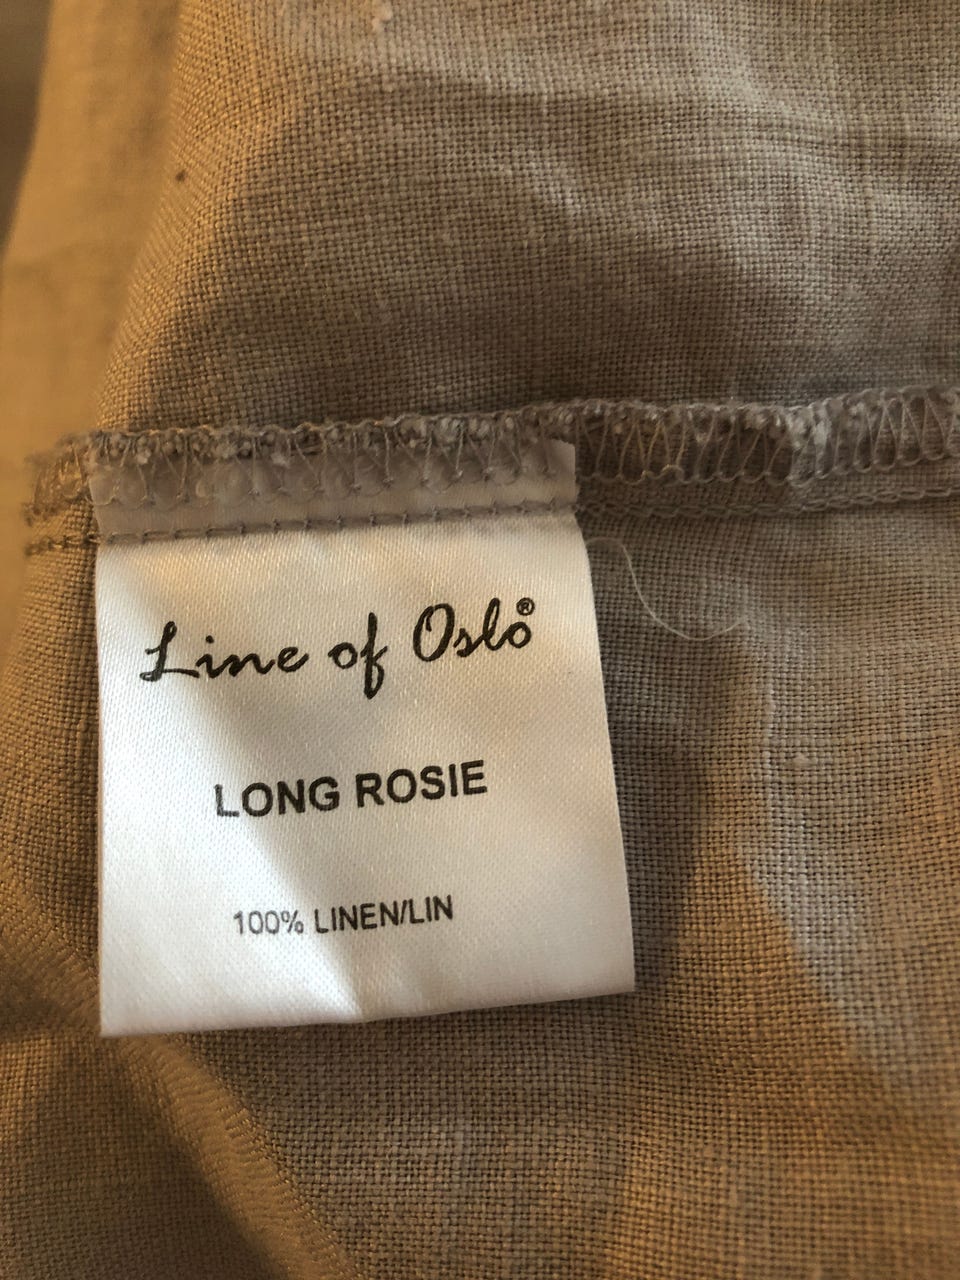 Line of Oslo®
LONG ROSIE
100% LINEN/LIN